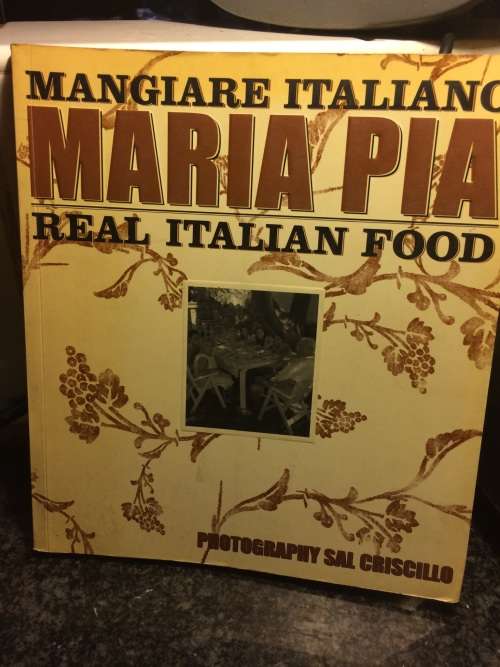 MANGIARE ITALIANO
MARIA PIA
REAL ITALIAN FOOD
PHOTOGRAPHY SAL CRISCILLO